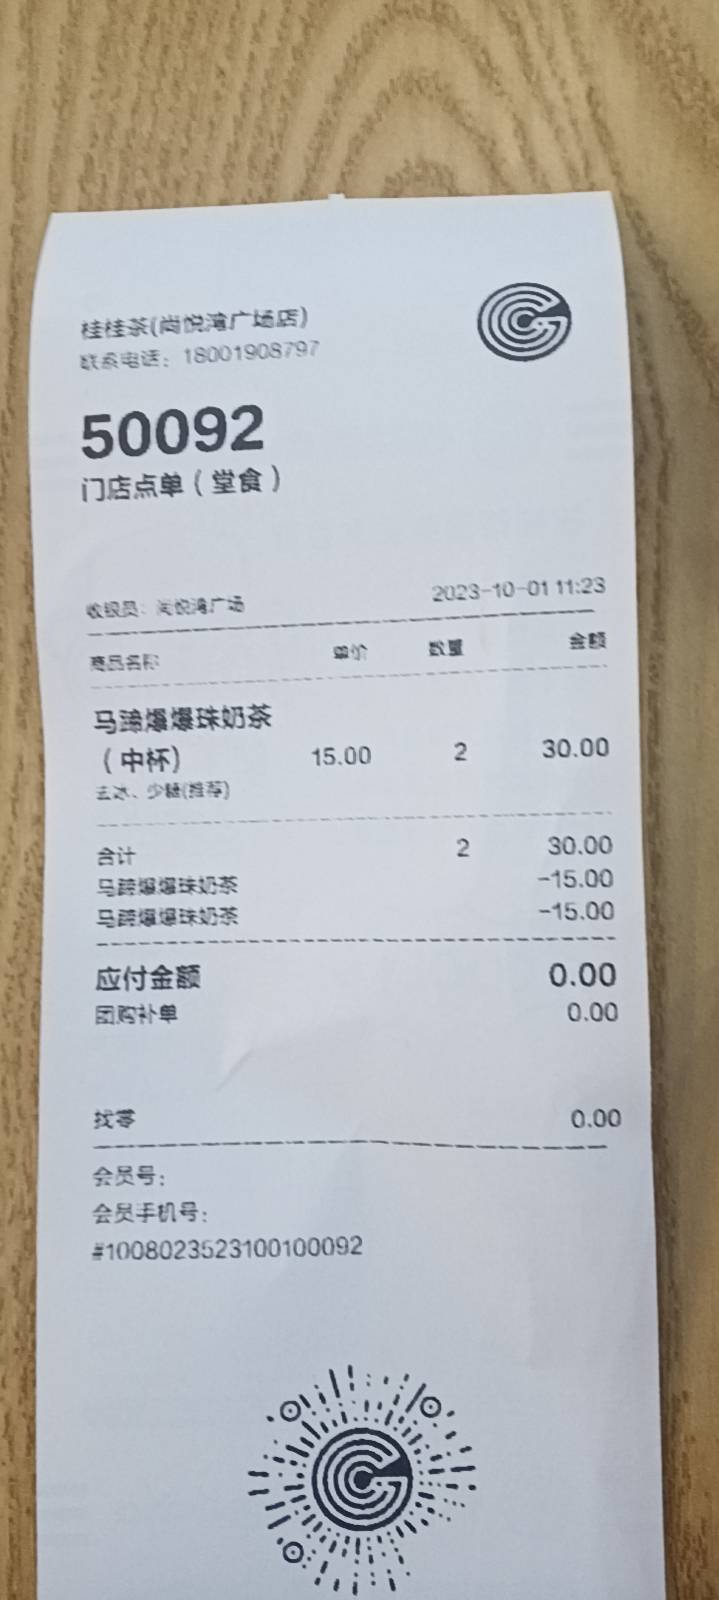 桂桂茶(尚悦湾广场店)
联系电话：18001908797
50092
门店点单（堂食）
收银员：尚悦湾广场 2023-10-01 11:23
商品名称 单价 数量 金额
马蹄爆爆珠奶茶
（中杯） 15.00 2 30.00
去冰、少糖(推荐)
合计 2 30.00
马蹄爆爆珠奶茶 -15.00
马蹄爆爆珠奶茶 -15.00
应付金额 0.00
团购补单 0.00
找零 0.00
会员号：
会员手机号：
#1008023523100100092